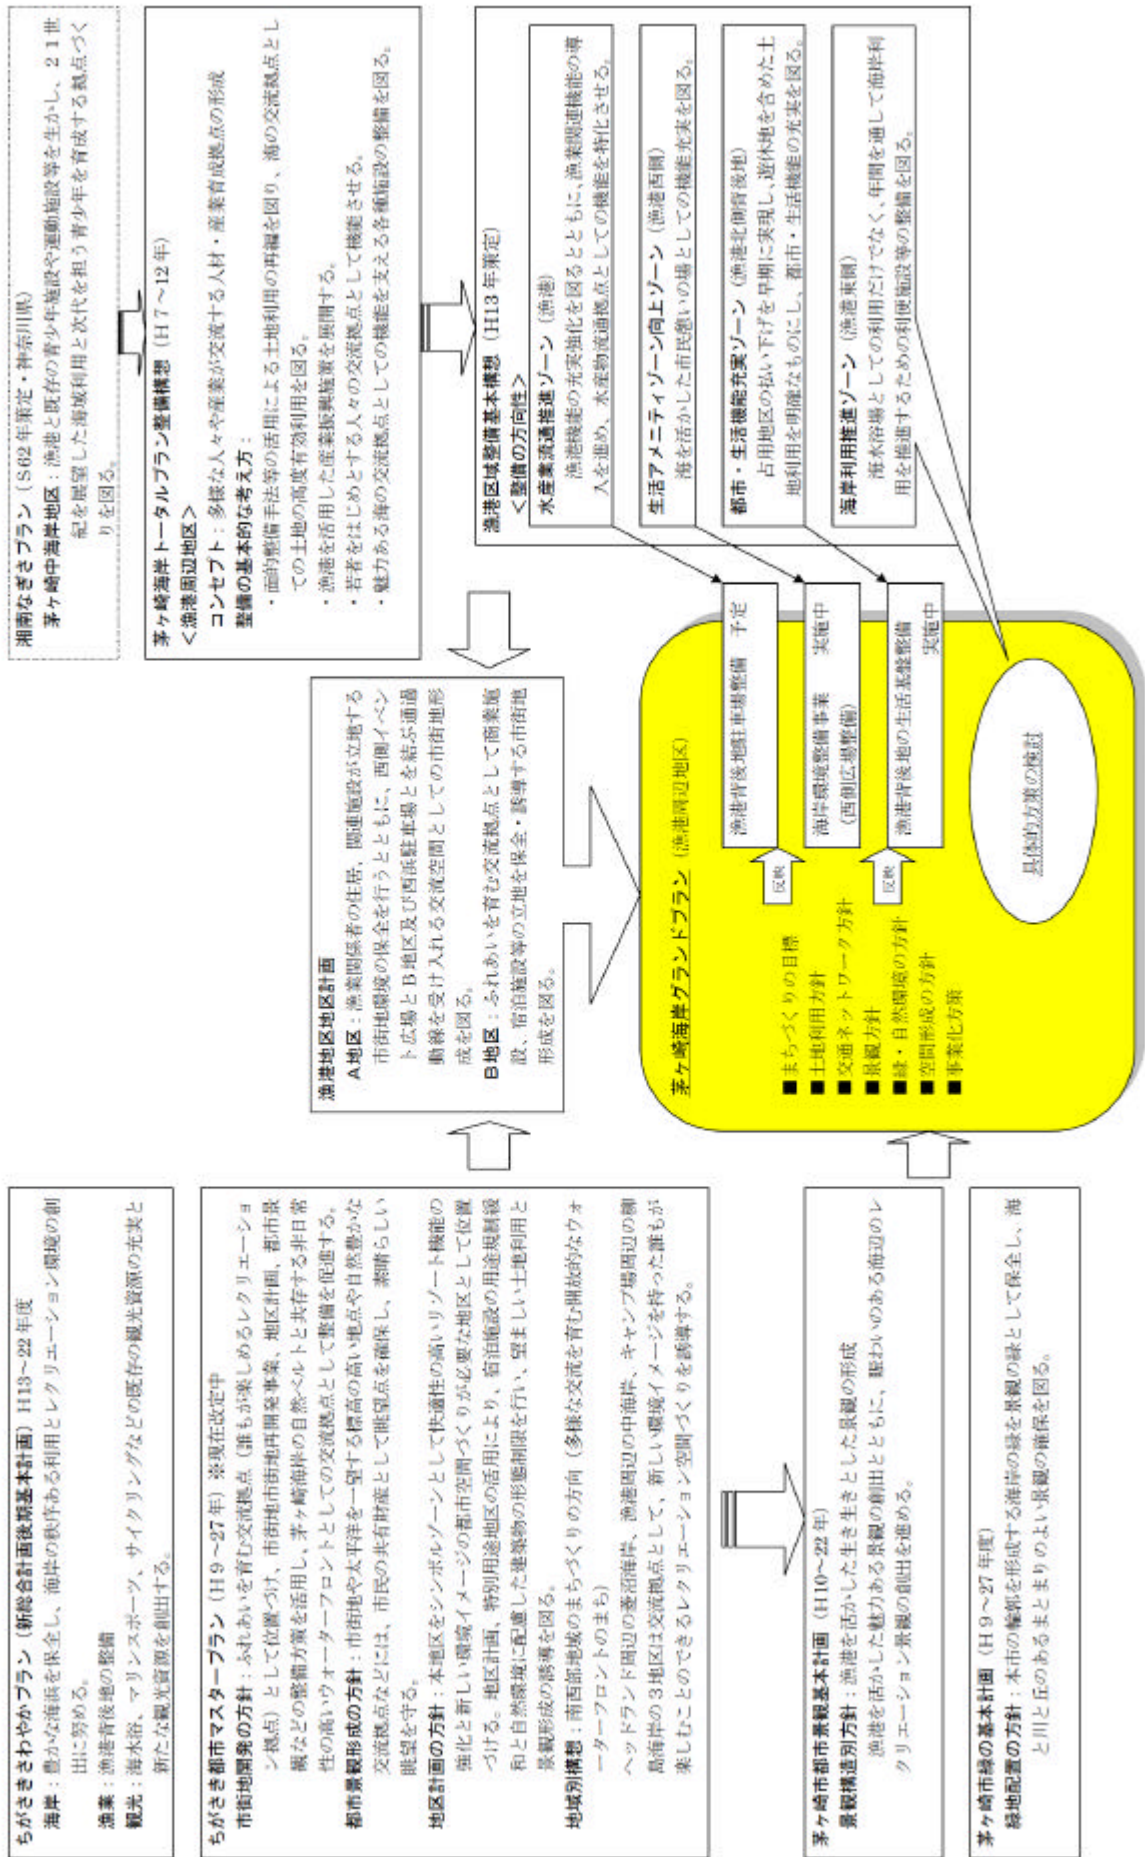 ちがさきさわやかプラン（新総合計画後期基本計画）H13～22年度
海岸：豊かな海浜を保全し、海岸の秩序ある利用とレクリエーション環境の創
出に努める。
漁業：漁港背後地の整備
観光：海水浴、マリンスポーツ、サイクリングなどの既存の観光資源の充実と
新たな観光資源を創出する。
ちがさき都市マスタープラン（H9～27年）※現在改定中
市街地開発の方針：ふれあいを育む交流拠点（誰もが楽しめるレクリエーショ
ン拠点）として位置づけ、市街地市街地再開発事業、地区計画、都市景
観などの整備方策を活用し、茅ヶ崎海岸の自然ベルトと共存する非日常
性の高いウォーターフロントとしての交流拠点として整備を促進する。
都市景観形成の方針：市街地や太平洋を一望する標高の高い地点や自然豊かな
交流拠点などには、市民の共有財産として眺望点を確保し、素晴らしい
眺望を守る。
地区計画の方針：本地区をシンボルゾーンとして快適性の高いリゾート機能の
強化と新しい環境イメージの都市空間づくりが必要な地区として位置
づける。地区計画、特別用途地区の活用により、宿泊施設の用途規制緩
和と自然環境に配慮した建築物の形態制限を行い、望ましい土地利用と
景観形成の誘導を図る。
地域別構想：南西部地域のまちづくりの方向（多様な交流を育む開放的なウォ
ーターフロントのまち）
ヘッドランド周辺の菱沼海岸、漁港周辺の中海岸、キャンプ場周辺の柳
島海岸の３地区は交流拠点として、新しい環境イメージを持った誰もが
楽しむことのできるレクリエーション空間づくりを誘導する。
茅ヶ崎市都市景観基本計画（H10～22年）
景観構造別方針：漁港を活かした生き生きとした景観の形成
漁港を活かした魅力ある景観の創出とともに、賑わいのある海辺のレ
クリエーション景観の創出を進める。
茅ヶ崎市緑の基本計画（H9～27年度）
緑地配置の方針：本市の輪郭を形成する海岸の緑を景観の緑として保全し、海
と川と丘のあるまとまりのよい景観の確保を図る。
漁港地区地区計画
A地区：漁業関係者の住居、関連施設が立地する
市街地環境の保全を行うとともに、西側イベン
ト広場とB地区及び西浜駐車場とを結ぶ通過
動線を受け入れる交流空間としての市街地形
成を図る。
B地区：ふれあいを育む交流拠点として商業施
設、宿泊施設等の立地を保全・誘導する市街地
形成を図る。
茅ヶ崎海岸グランドプラン（漁港周辺地区）
■まちづくりの目標
■土地利用方針
■交通ネットワーク方針
■景観方針
■緑・自然環境の方針
■空間形成の方針
■事業化方策
反映
反映
漁港背後地駐車場整備　予定
海岸環境整備事業　実施中
（西側広場整備）
漁港背後地の生活基盤整備
実施中
具体的方策の検討
湘南なぎさプラン（S62年策定・神奈川県）
茅ヶ崎中海岸地区：漁港と既存の青少年施設や運動施設等を生かし、２１世
紀を展望した海域利用と次代を担う青少年を育成する拠点づく
りを図る。
茅ヶ崎海岸トータルプラン整備構想（H7～12年）
＜漁港周辺地区＞
コンセプト：多様な人々や産業が交流する人材・産業育成拠点の形成
整備の基本的な考え方：
・面的整備手法等の活用による土地利用の再編を図り、海の交流拠点とし
ての土地の高度有効利用を図る。
・漁港を活用した産業振興施策を展開する。
・若者をはじめとする人々の交流拠点として機能させる。
・魅力ある海の交流拠点としての機能を支える各種施設の整備を図る。
漁港区域整備基本構想（H13年策定）
＜整備の方向性＞
水産業流通推進ゾーン（漁港）
漁港機能の充実強化を図るとともに、漁業関連機能の導
入を進め、水産物流通拠点としての機能を特化させる。
生活アメニティゾーン向上ゾーン（漁港西側）
海を活かした市民憩いの場としての機能充実を図る。
都市・生活機能充実ゾーン（漁港北側背後地）
占用地区の払い下げを早期に実現し、遊休地を含めた土
地利用を明確なものにし、都市・生活機能の充実を図る。
海岸利用推進ゾーン（漁港東側）
海水浴場としての利用だけでなく、年間を通して海岸利
用を推進するための利便施設等の整備を図る。